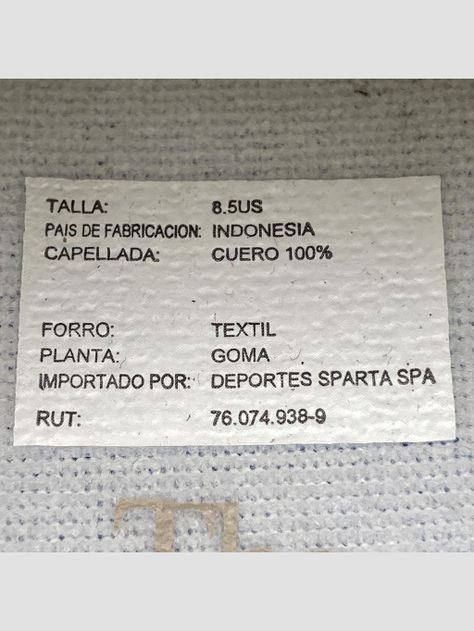 TALLA: 8.5US
PAIS DE FABRICACION: INDONESIA
CAPELLADA: CUERO 100%
FORRO: TEXTIL
PLANTA: GOMA
IMPORTADO POR: DEPORTES SPARTA SPA
RUT: 76.074.938-9